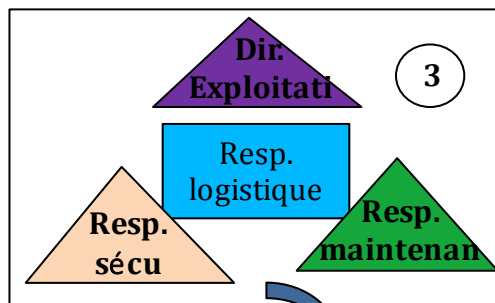 Dir.
Exploitati
3
Resp.
logistique
Resp.
sécu
Resp.
maintenan